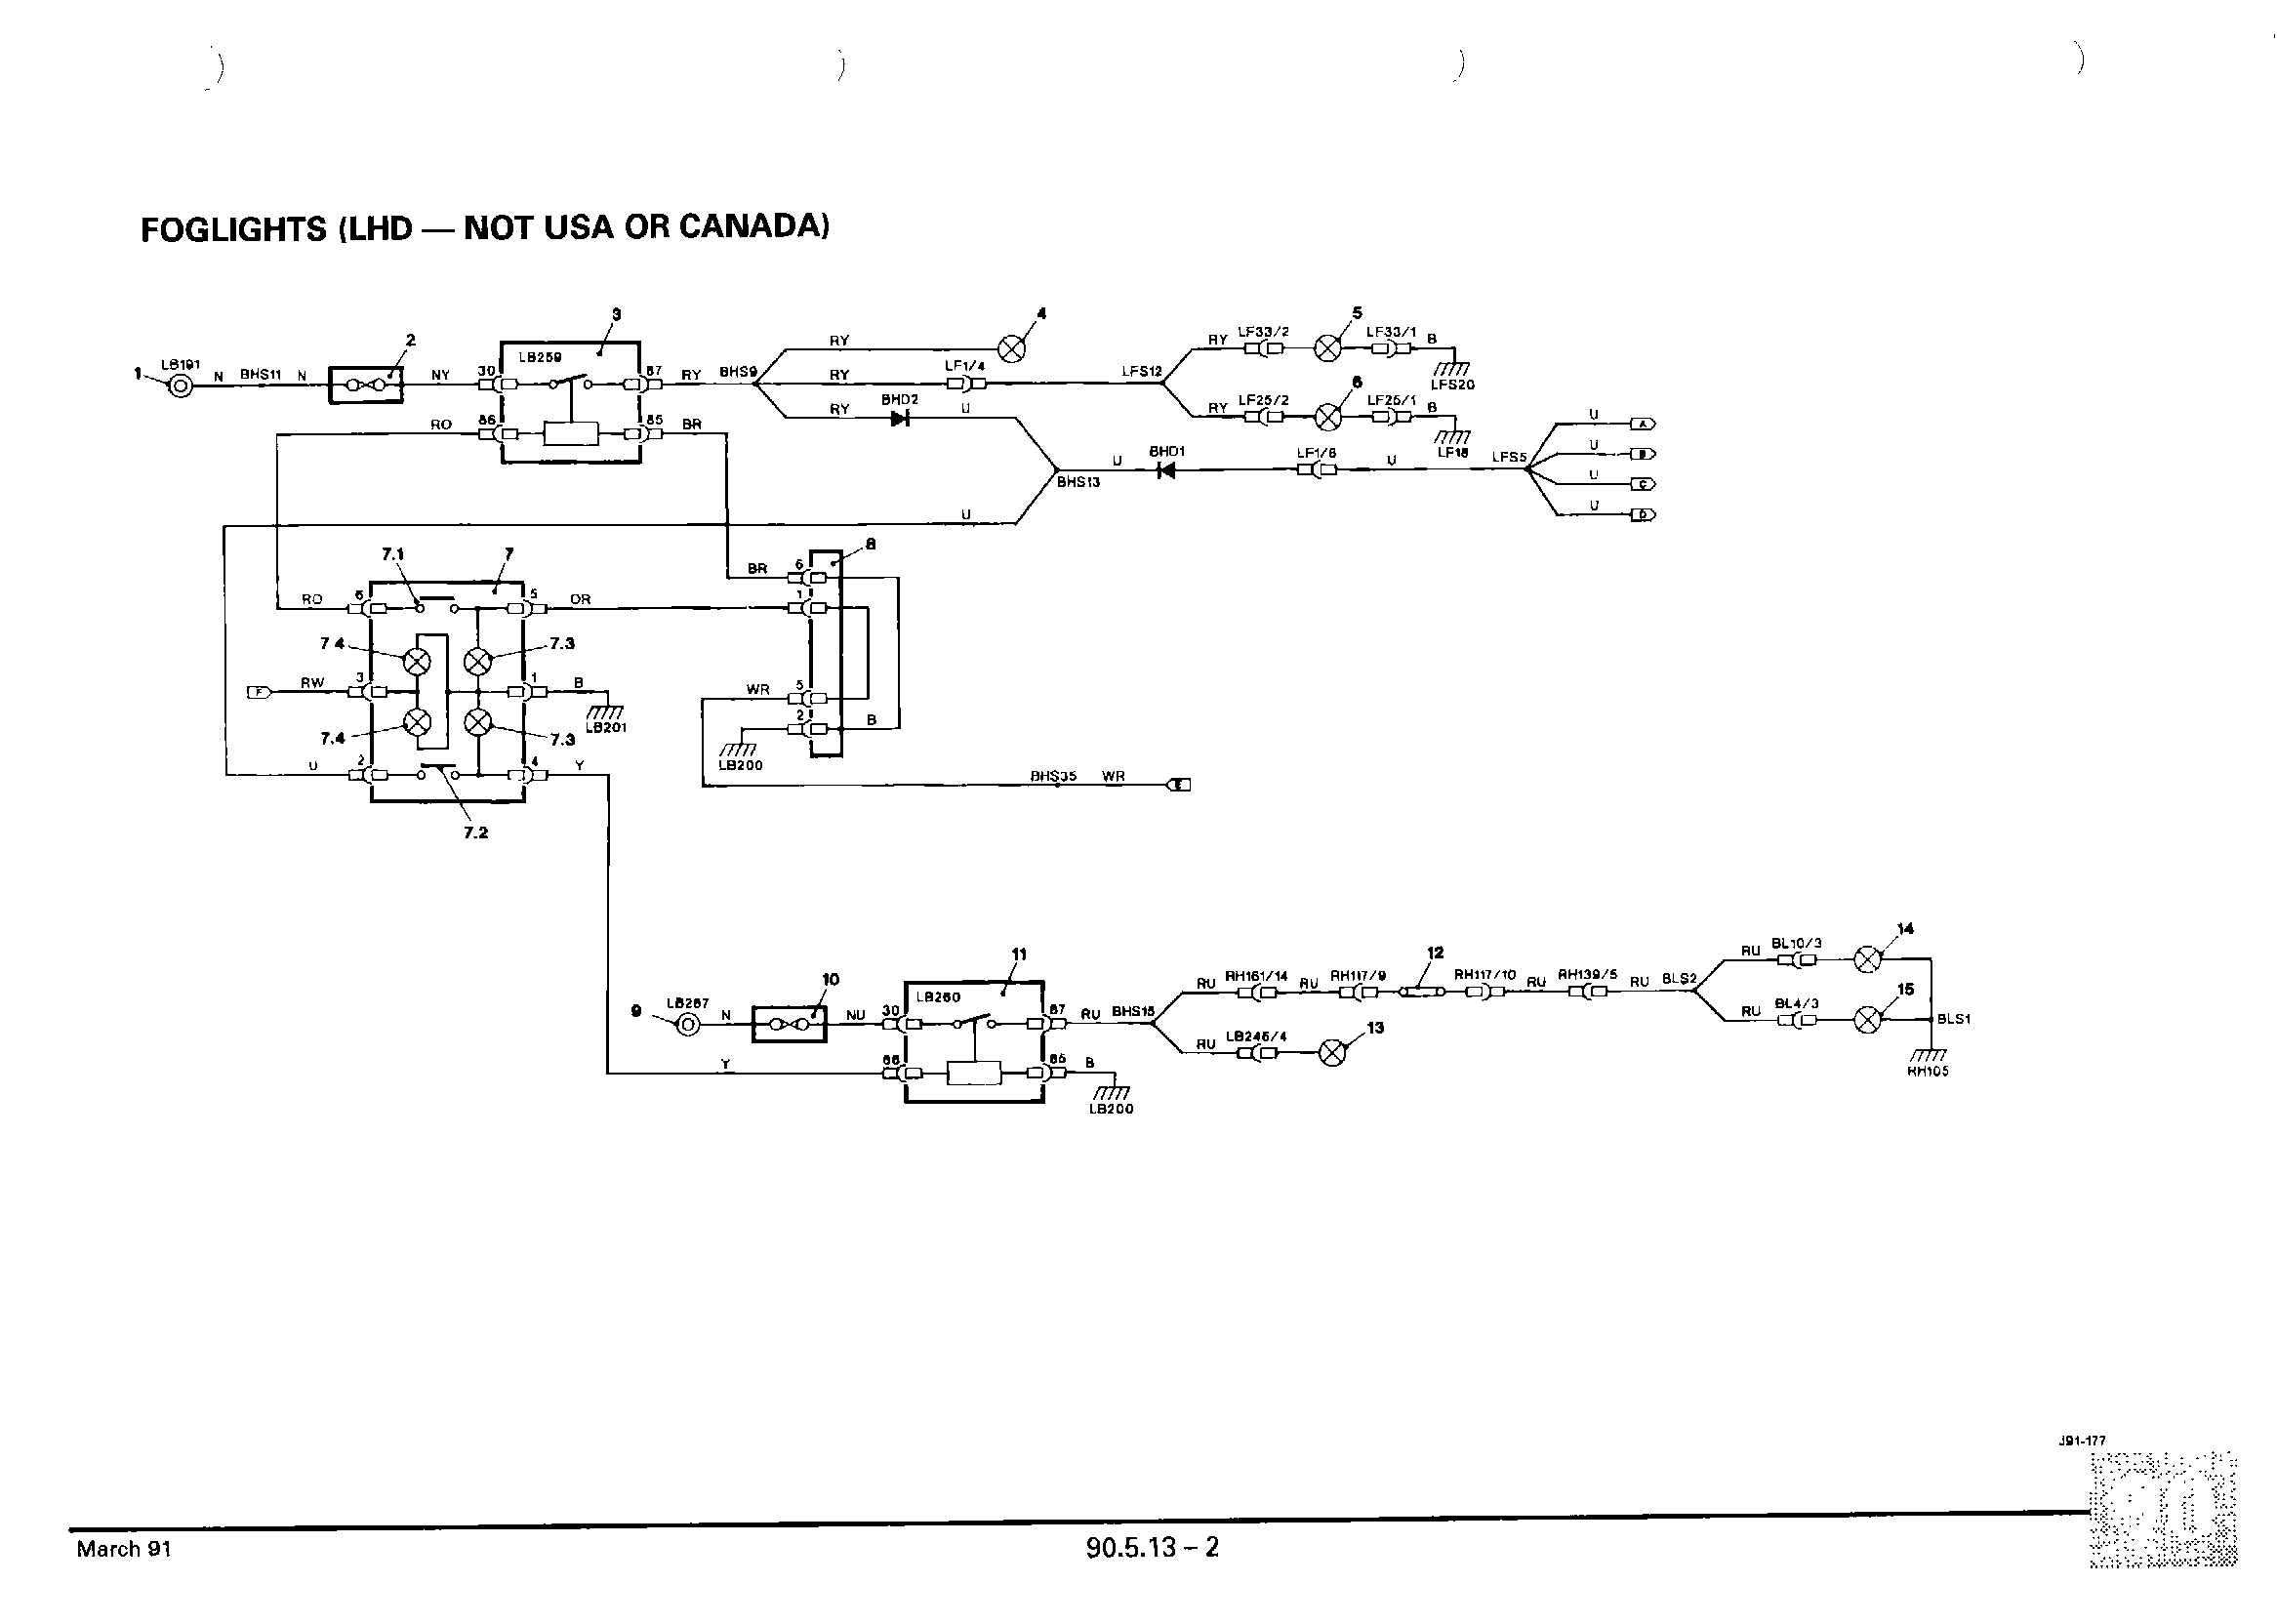 FOGLIGHTS (LHD — NOT USA OR CANADA)
3
4
5
2
LB259
RY
RY LF33/2 LF33/1 B
1 LB191
N BHS11 N
NY 30 87 RY BHS9 RY LF1/4 LFS12
LFS20
6
RY BHD2 U
RY LF25/2 LF25/1 B
RO 86 85 BR
LF18
U A
U BHD1 LF1/6 U LFS5
U B
BHS13
U C
U
U D
7.1 7 8
BR 6
RO 6 5 OR 1
7.4 7.3
F RW 3 1 B
WR 5
LB201
7.4 7.3
2 B
LB200
U 2 4 Y
BHS35 WR E
7.2
14
11 12
RU BL10/3
10
RU RH161/14 RU RH117/9 RH117/10 RU RH139/5 RU BLS2
LB260
15
9 LB267
N NU 30 87 RU BHS15
RU BL4/3
BLS1
13
RU LB245/4
Y 86 85 B
RH105
LB200
J91-177
March 91
90.5.13 – 2